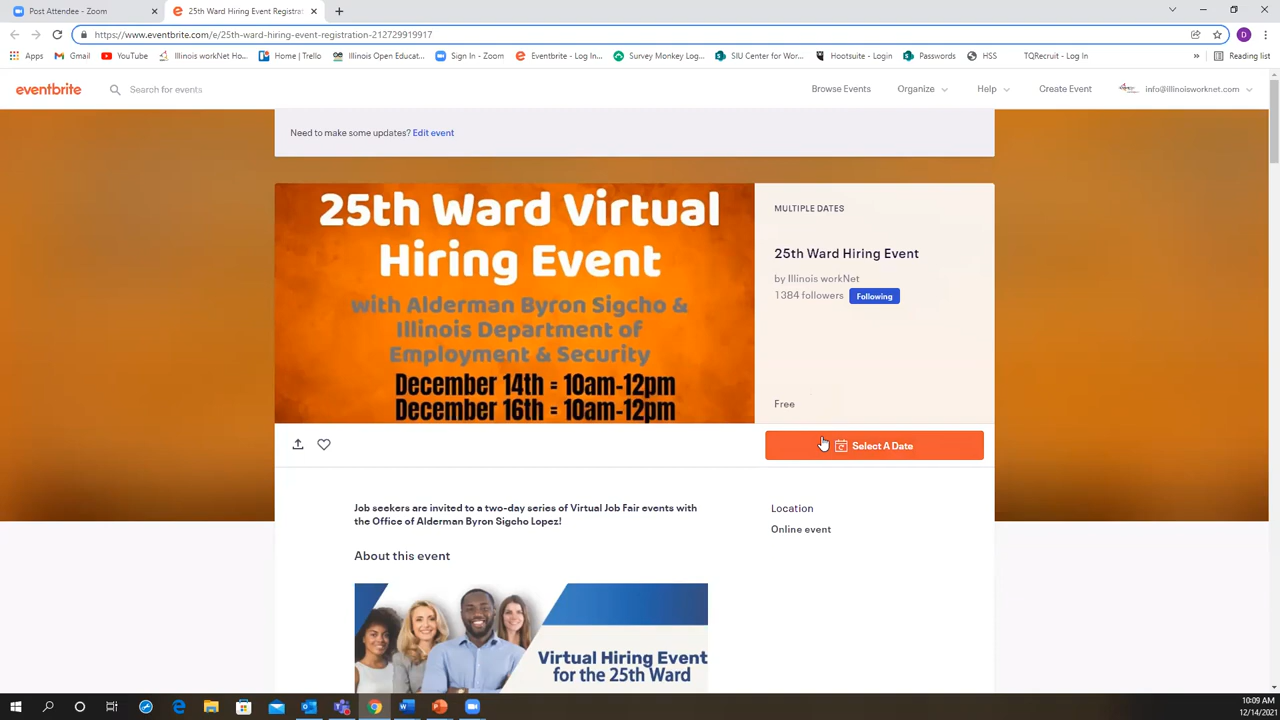 Post Attendee - Zoom
25th Ward Hiring Event Registra
https://www.eventbrite.com/e/25th-ward-hiring-event-registration-212729919917
D
Apps
Gmail
YouTube
Illinois workNet Ho...
Home | Trello
Illinois Open Educat...
Sign In - Zoom
Eventbrite - Log In...
Survey Monkey Log...
SIU Center for Wor...
Hootsuite - Login
Passwords
HSS
TQRecruit - Log In
»
Reading list
eventbrite
Search for events
Browse Events
Organize
Help
Create Event
info@illinoisworknet.com
Need to make some updates? Edit event
25th Ward Virtual
Hiring Event
with Alderman Byron Sigcho &
Illinois Department of
Employment & Security
December 14th = 10am-12pm
December 16th = 10am-12pm
MULTIPLE DATES
25th Ward Hiring Event
by Illinois workNet
1384 followers Following
Free
Select A Date
Job seekers are invited to a two-day series of Virtual Job Fair events with
the Office of Alderman Byron Sigcho Lopez!
Location
Online event
About this event
Virtual Hiring Event
for the 25th Ward
10:09 AM
12/14/2021